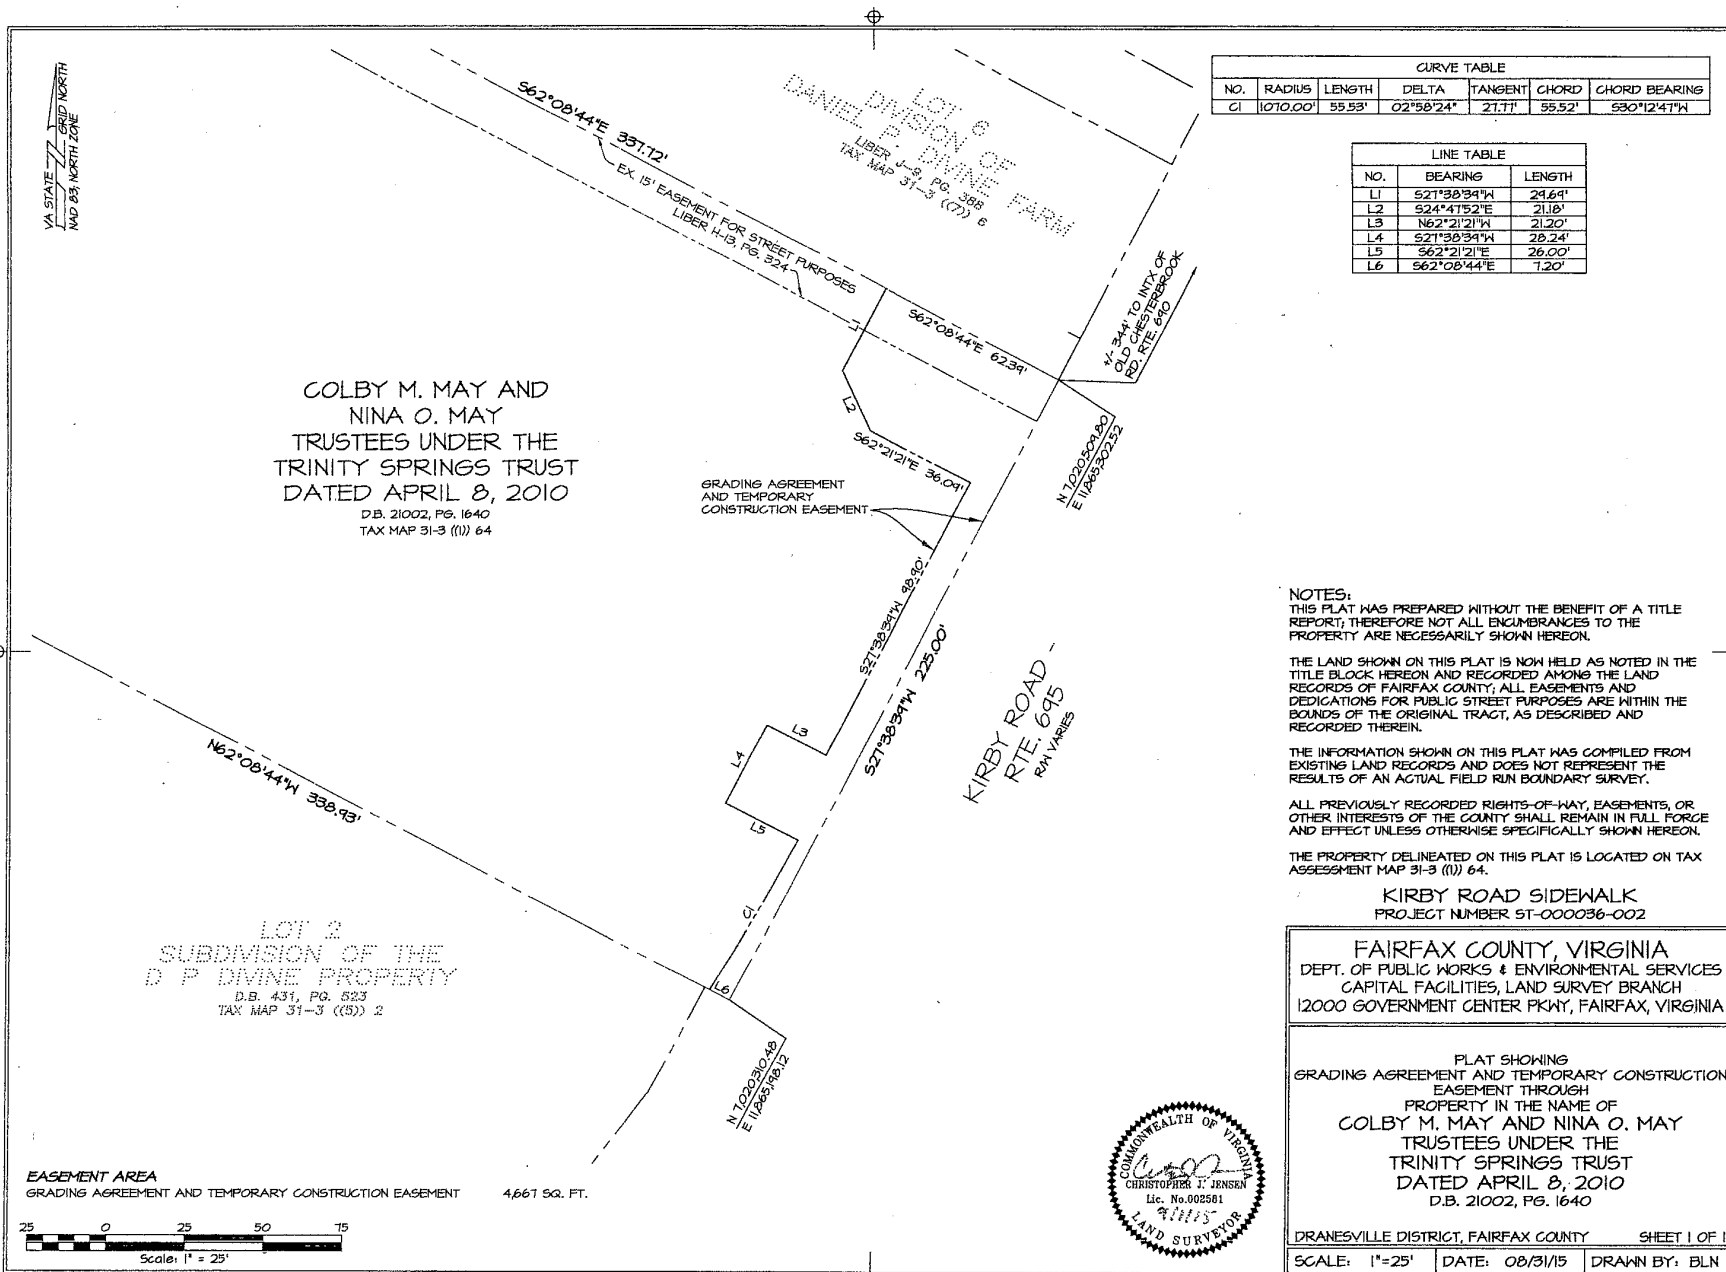 VA STATE GRID NORTH
NAD 83, NORTH ZONE
S62°08'44"E 337.72'
EX. 15' EASEMENT FOR STREET PURPOSES
LIBER H-13, PG. 324
LOT 6
DIVISION OF
DANIEL P. DIVINE FARM
LIBER J-8, PG. 388
TAX MAP 31-3 ((7)) 6
CURVE TABLE
NO. RADIUS LENGTH DELTA TANGENT CHORD CHORD BEARING
C1 1070.00' 55.53' 02°58'24" 27.77' 55.52' S30°12'47"W
LINE TABLE
NO. BEARING LENGTH
L1 S27°38'39"W 29.69'
L2 S24°47'52"E 21.18'
L3 N62°21'21"W 21.20'
L4 S27°38'39"W 28.24'
L5 S62°21'21"E 26.00'
L6 S62°08'44"E 7.20'
S62°08'44"E 62.39'
+/- 344' TO INTX OF
OLD CHESTERBROOK
RD. RTE. 690
COLBY M. MAY AND
NINA O. MAY
TRUSTEES UNDER THE
TRINITY SPRINGS TRUST
DATED APRIL 8, 2010
D.B. 21002, PG. 1640
TAX MAP 31-3 ((1)) 64
L2
S62°21'21"E 36.09'
N 7,020,509.80
E 11,865,302.52
GRADING AGREEMENT
AND TEMPORARY
CONSTRUCTION EASEMENT
S27°38'39"W 98.90'
S27°38'39"W 225.00'
KIRBY ROAD
RTE. 695
R/W VARIES
L3
L4
L5
N62°08'44"W 338.93'
C1
L6
LOT 2
SUBDIVISION OF THE
D P DIVINE PROPERTY
D.B. 431, PG. 523
TAX MAP 31-3 ((5)) 2
N 7,020,310.48
E 11,865,198.12
NOTES:
THIS PLAT WAS PREPARED WITHOUT THE BENEFIT OF A TITLE
REPORT; THEREFORE NOT ALL ENCUMBRANCES TO THE
PROPERTY ARE NECESSARILY SHOWN HEREON.
THE LAND SHOWN ON THIS PLAT IS NOW HELD AS NOTED IN THE
TITLE BLOCK HEREON AND RECORDED AMONG THE LAND
RECORDS OF FAIRFAX COUNTY; ALL EASEMENTS AND
DEDICATIONS FOR PUBLIC STREET PURPOSES ARE WITHIN THE
BOUNDS OF THE ORIGINAL TRACT, AS DESCRIBED AND
RECORDED THEREIN.
THE INFORMATION SHOWN ON THIS PLAT WAS COMPILED FROM
EXISTING LAND RECORDS AND DOES NOT REPRESENT THE
RESULTS OF AN ACTUAL FIELD RUN BOUNDARY SURVEY.
ALL PREVIOUSLY RECORDED RIGHTS-OF-WAY, EASEMENTS, OR
OTHER INTERESTS OF THE COUNTY SHALL REMAIN IN FULL FORCE
AND EFFECT UNLESS OTHERWISE SPECIFICALLY SHOWN HEREON.
THE PROPERTY DELINEATED ON THIS PLAT IS LOCATED ON TAX
ASSESSMENT MAP 31-3 ((1)) 64.
KIRBY ROAD SIDEWALK
PROJECT NUMBER ST-000036-002
FAIRFAX COUNTY, VIRGINIA
DEPT. OF PUBLIC WORKS & ENVIRONMENTAL SERVICES
CAPITAL FACILITIES, LAND SURVEY BRANCH
12000 GOVERNMENT CENTER PKWY, FAIRFAX, VIRGINIA
PLAT SHOWING
GRADING AGREEMENT AND TEMPORARY CONSTRUCTION
EASEMENT THROUGH
PROPERTY IN THE NAME OF
COLBY M. MAY AND NINA O. MAY
TRUSTEES UNDER THE
TRINITY SPRINGS TRUST
DATED APRIL 8, 2010
D.B. 21002, PG. 1640
DRANESVILLE DISTRICT, FAIRFAX COUNTY SHEET 1 OF 1
SCALE: 1"=25' DATE: 08/31/15 DRAWN BY: BLN
COMMONWEALTH OF VIRGINIA
CHRISTOPHER J. JENSEN
Lic. No.002581
LAND SURVEYOR
EASEMENT AREA
GRADING AGREEMENT AND TEMPORARY CONSTRUCTION EASEMENT 4,667 SQ. FT.
25 0 25 50 75
Scale: 1" = 25'